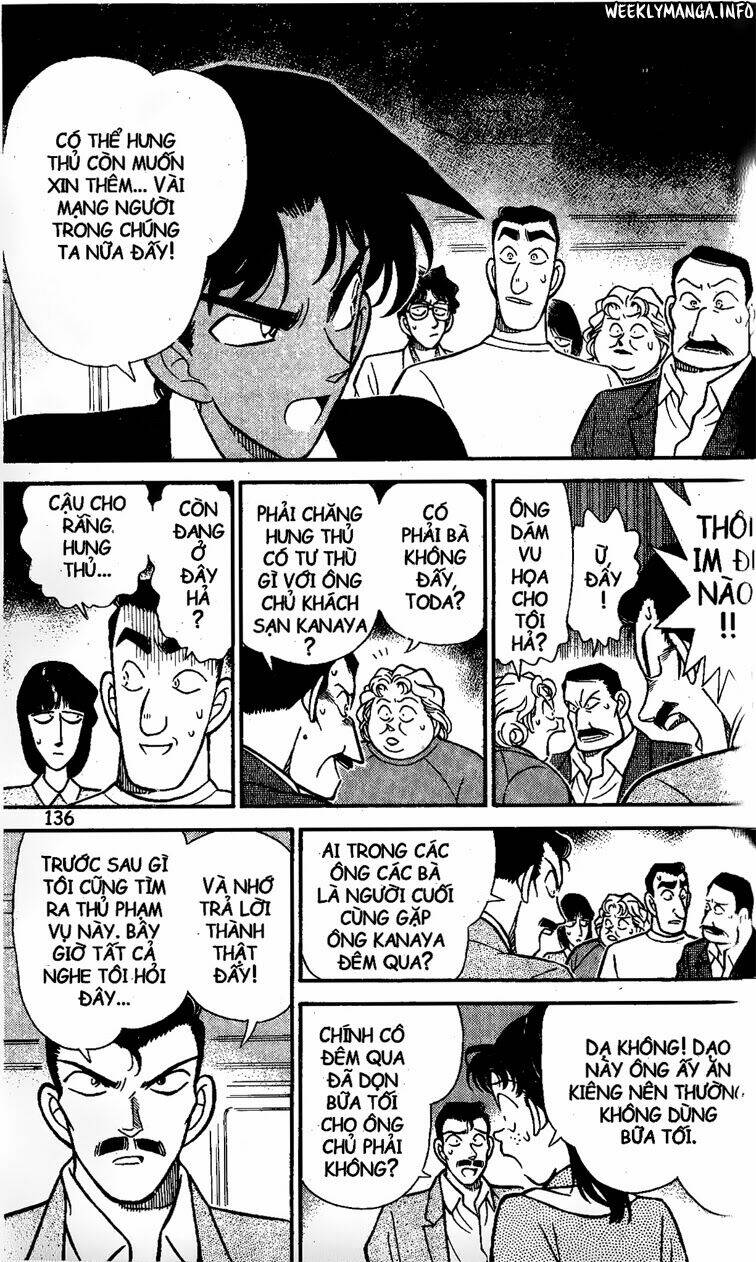 WEEKLYMANGA.INFO
CÓ THỂ HUNG
THỦ CÒN MUỐN
XIN THÊM... VÀI
MẠNG NGƯỜI
TRONG CHÚNG
TA NỮA ĐẤY!
CẬU CHO
RẰNG
HUNG
THỦ...
CÒN
ĐANG
Ở
ĐÂY
HẢ
?
PHẢI CHĂNG
HUNG THỦ
CÓ TƯ THÙ
GÌ VỚI ÔNG
CHỦ KHÁCH
SẠN KANAYA
?
CÓ
PHẢI BÀ
KHÔNG
ĐẤY,
TODA?
ÔNG
DÁM
VU
HỌA
CHO
TÔI
HẢ?
Ừ
ĐẤY
!
THÔI
IM ĐI
NÀO
!!
136
TRƯỚC SAU GÌ
TÔI CŨNG TÌM
RA THỦ PHẠM
VỤ NÀY. BÂY
GIỜ TẤT CẢ
NGHE TÔI HỎI
ĐÂY...
VÀ NHỚ
TRẢ LỜI
THÀNH
THẬT
ĐẤY!
AI TRONG CÁC
ÔNG CÁC BÀ
LÀ NGƯỜI CUỐI
CÙNG GẶP
ÔNG KANAYA
ĐÊM QUA?
CHÍNH CÔ
ĐÊM QUA
ĐÃ DỌN
BỮA TỐI
CHO ÔNG
CHỦ PHẢI
KHÔNG?
DẠ KHÔNG! DẠO
NÀY ÔNG ẤY ĂN
KIÊNG NÊN THƯỜNG
KHÔNG DÙNG
BỮA TỐI.